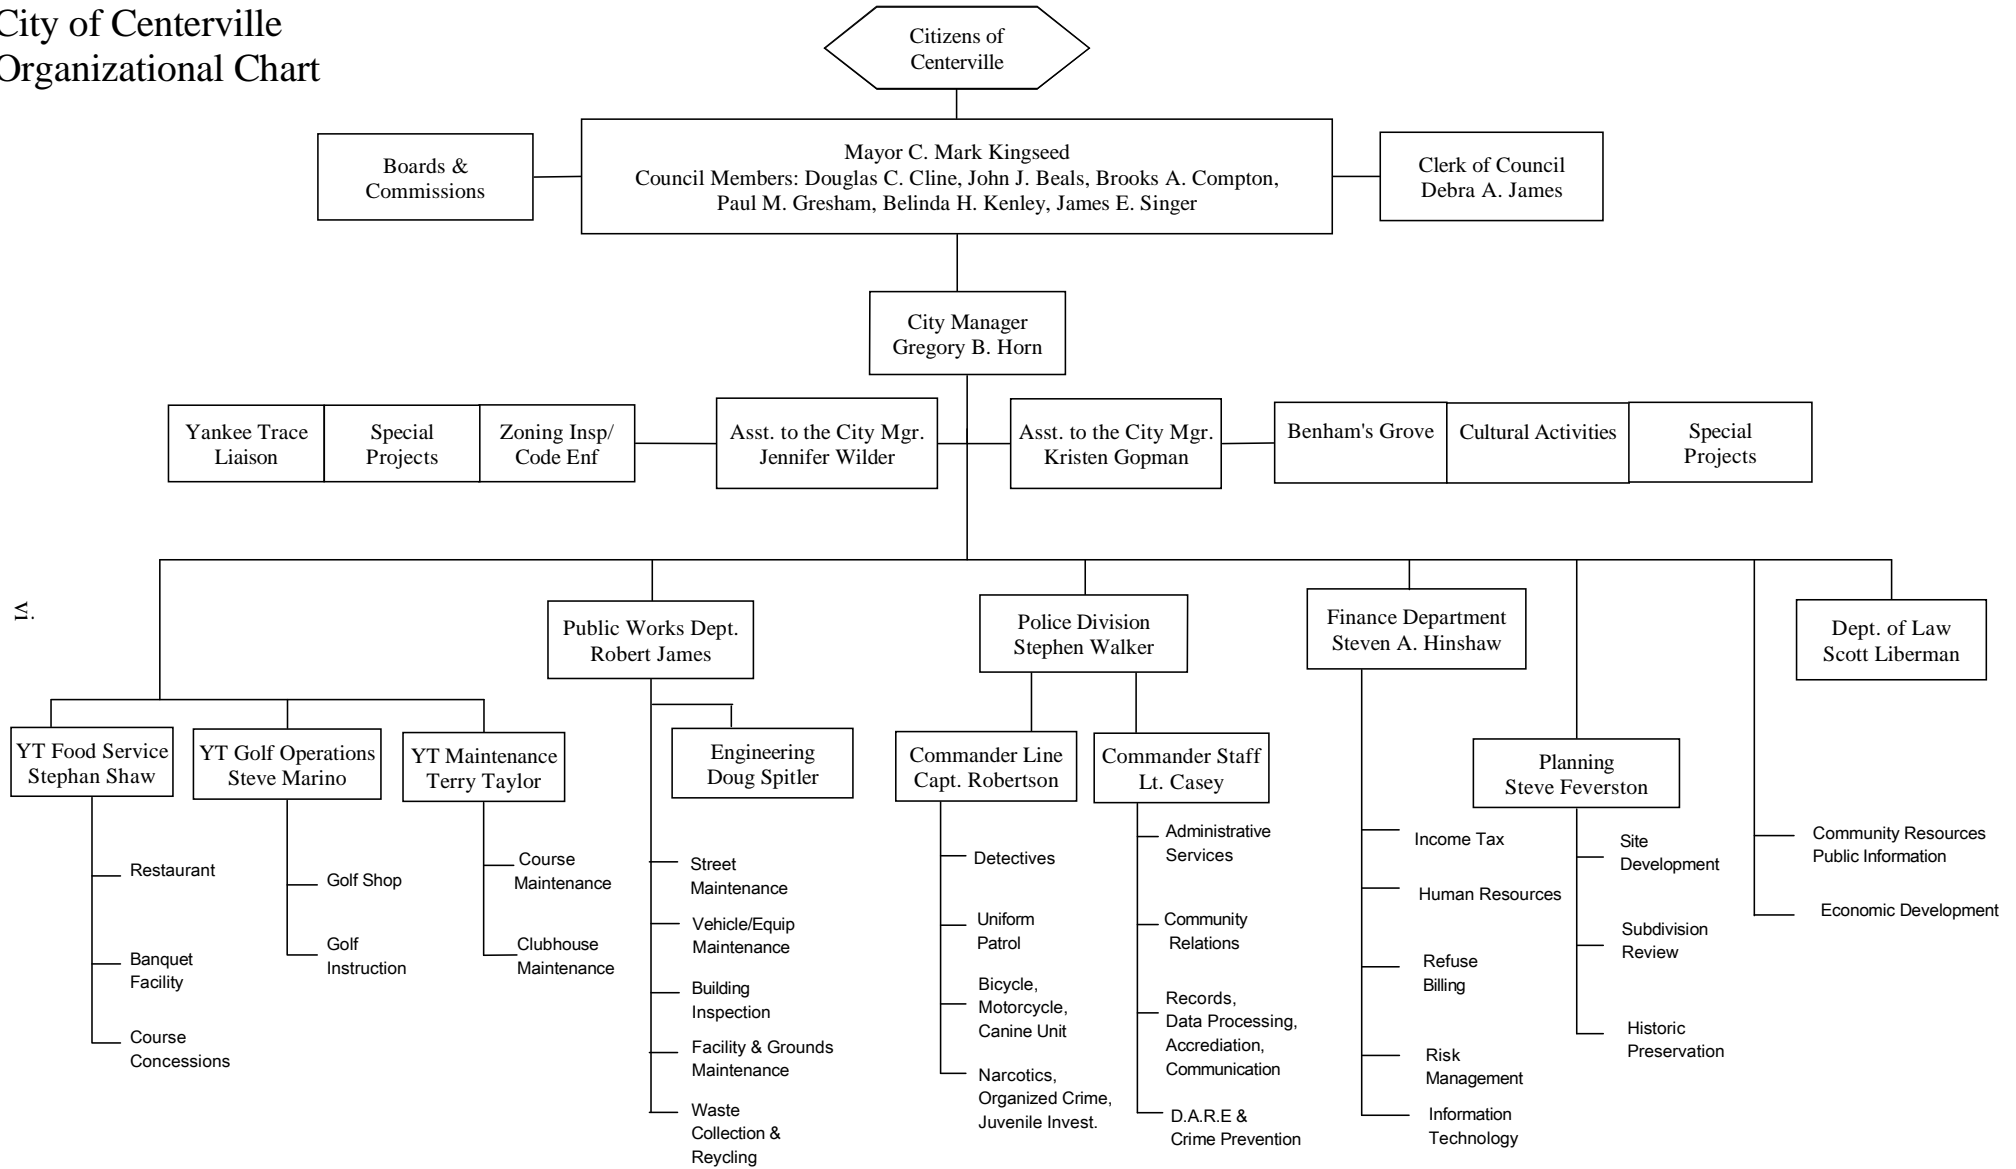 City of Centerville
Organizational Chart
Citizens of
Centerville
Boards &
Commissions
Mayor C. Mark Kingseed
Council Members: Douglas C. Cline, John J. Beals, Brooks A. Compton,
Paul M. Gresham, Belinda H. Kenley, James E. Singer
Clerk of Council
Debra A. James
City Manager
Gregory B. Horn
Yankee Trace
Liaison
Special
Projects
Zoning Insp/
Code Enf
Asst. to the City Mgr.
Jennifer Wilder
Asst. to the City Mgr.
Kristen Gopman
Benham's Grove
Cultural Activities
Special
Projects
vi
YT Food Service
Stephan Shaw
Restaurant
Banquet
Facility
Course
Concessions
YT Golf Operations
Steve Marino
Golf Shop
Golf
Instruction
YT Maintenance
Terry Taylor
Course
Maintenance
Clubhouse
Maintenance
Public Works Dept.
Robert James
Engineering
Doug Spitler
Street
Maintenance
Vehicle/Equip
Maintenance
Building
Inspection
Facility & Grounds
Maintenance
Waste
Collection &
Reycling
Police Division
Stephen Walker
Commander Line
Capt. Robertson
Detectives
Uniform
Patrol
Bicycle,
Motorcycle,
Canine Unit
Narcotics,
Organized Crime,
Juvenile Invest.
Commander Staff
Lt. Casey
Administrative
Services
Community
Relations
Records,
Data Processing,
Accrediation,
Communication
D.A.R.E &
Crime Prevention
Finance Department
Steven A. Hinshaw
Income Tax
Human Resources
Refuse
Billing
Risk
Management
Information
Technology
Planning
Steve Feverston
Site
Development
Subdivision
Review
Historic
Preservation
Community Resources
Public Information
Economic Development
Dept. of Law
Scott Liberman